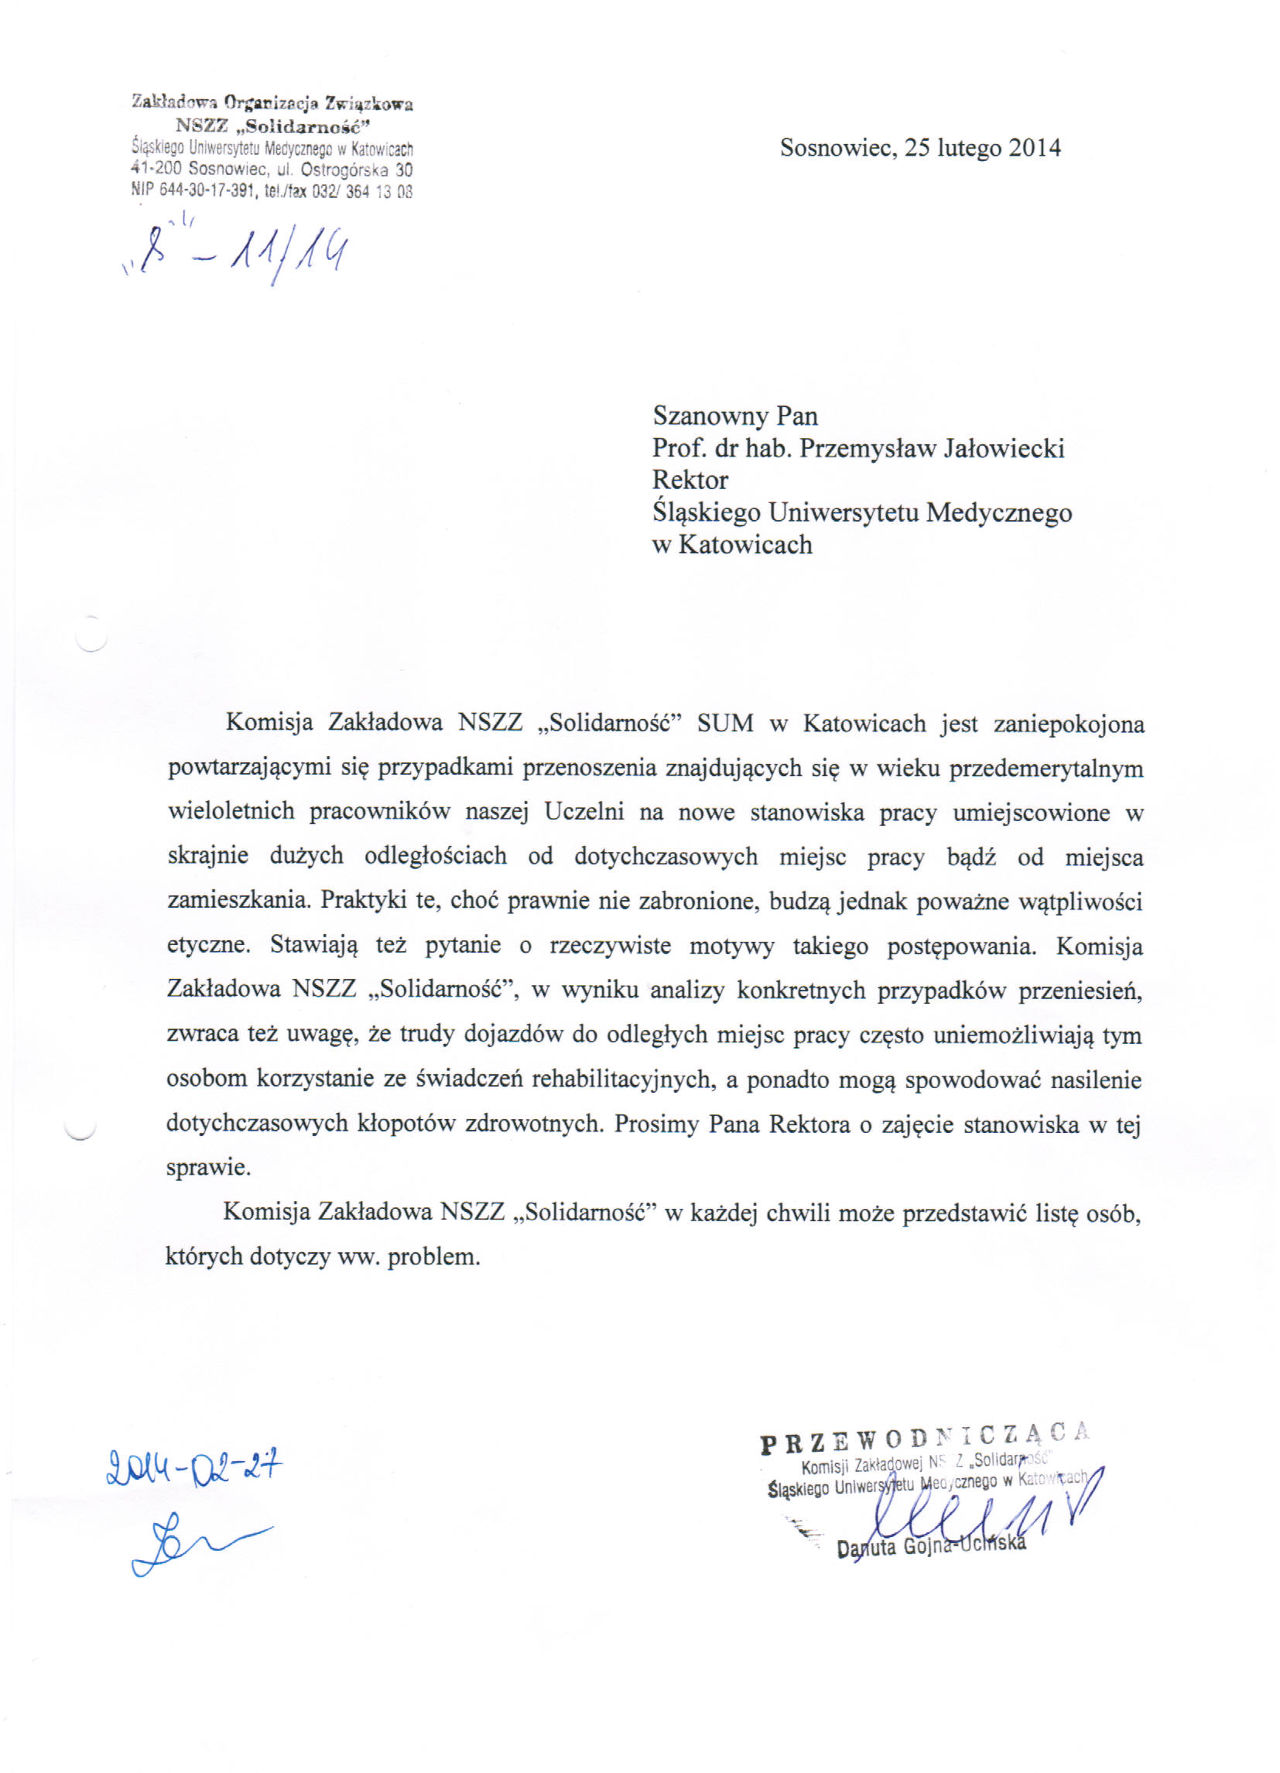 Zakładowa Organizacja Związkowa
NSZZ „Solidarność”
Śląskiego Uniwersytetu Medycznego w Katowicach
41-200 Sosnowiec, ul. Ostrogórska 30
NIP 644-30-17-391, tel./fax 032/ 364 13 08
Sosnowiec, 25 lutego 2014
„S” – 11/14
Szanowny Pan
Prof. dr hab. Przemysław Jałowiecki
Rektor
Śląskiego Uniwersytetu Medycznego
w Katowicach
Komisja Zakładowa NSZZ „Solidarność” SUM w Katowicach jest zaniepokojona
powtarzającymi się przypadkami przenoszenia znajdujących się w wieku przedemerytalnym
wieloletnich pracowników naszej Uczelni na nowe stanowiska pracy umiejscowione w
skrajnie dużych odległościach od dotychczasowych miejsc pracy bądź od miejsca
zamieszkania. Praktyki te, choć prawnie nie zabronione, budzą jednak poważne wątpliwości
etyczne. Stawiają też pytanie o rzeczywiste motywy takiego postępowania. Komisja
Zakładowa NSZZ „Solidarność”, w wyniku analizy konkretnych przypadków przeniesień,
zwraca też uwagę, że trudy dojazdów do odległych miejsc pracy często uniemożliwiają tym
osobom korzystanie ze świadczeń rehabilitacyjnych, a ponadto mogą spowodować nasilenie
dotychczasowych kłopotów zdrowotnych. Prosimy Pana Rektora o zajęcie stanowiska w tej
sprawie.
Komisja Zakładowa NSZZ „Solidarność” w każdej chwili może przedstawić listę osób,
których dotyczy ww. problem.
2014-02-27
PRZEWODNICZĄCA
Komisji Zakładowej NSZZ „Solidarność”
Śląskiego Uniwersytetu Medycznego w Katowicach
Danuta Gojna-Ucińska